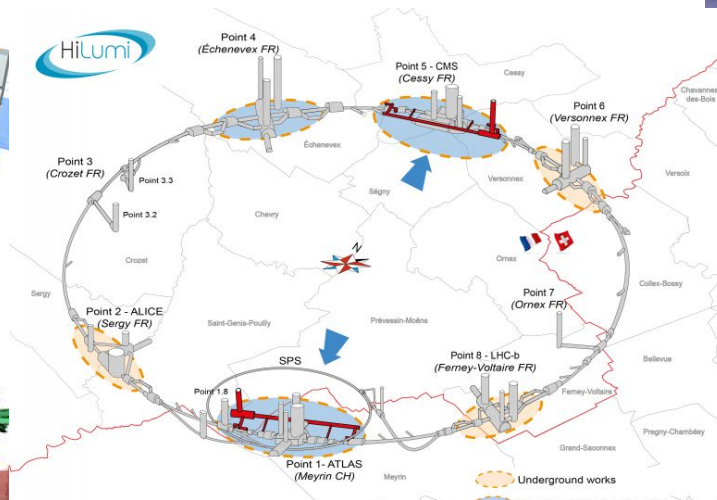 HiLumi
Point 4
(Échenevex FR)
Point 5 - CMS
(Cessy FR)
Cessy
Point 6
(Versonnex FR)
Chavannes-
des-Bois
Échenevex
Point 3
(Crozet FR)
Point 3.3
Versonnex
Versoix
Ségny
Point 3.2
Chevry
N
Crozet
Ornex
Collex-Bossy
Sergy
Point 7
(Ornex FR)
Point 2 - ALICE
(Sergy FR)
Saint-Genis-Pouilly
Prévessin-Moëns
Point 8 - LHC-b
(Ferney-Voltaire FR)
Bellevue
SPS
Point 1.8
Ferney-Voltaire
Pregny-Chambésy
Grand-Saconnex
Point 1- ATLAS
(Meyrin CH)
Meyrin
Underground works